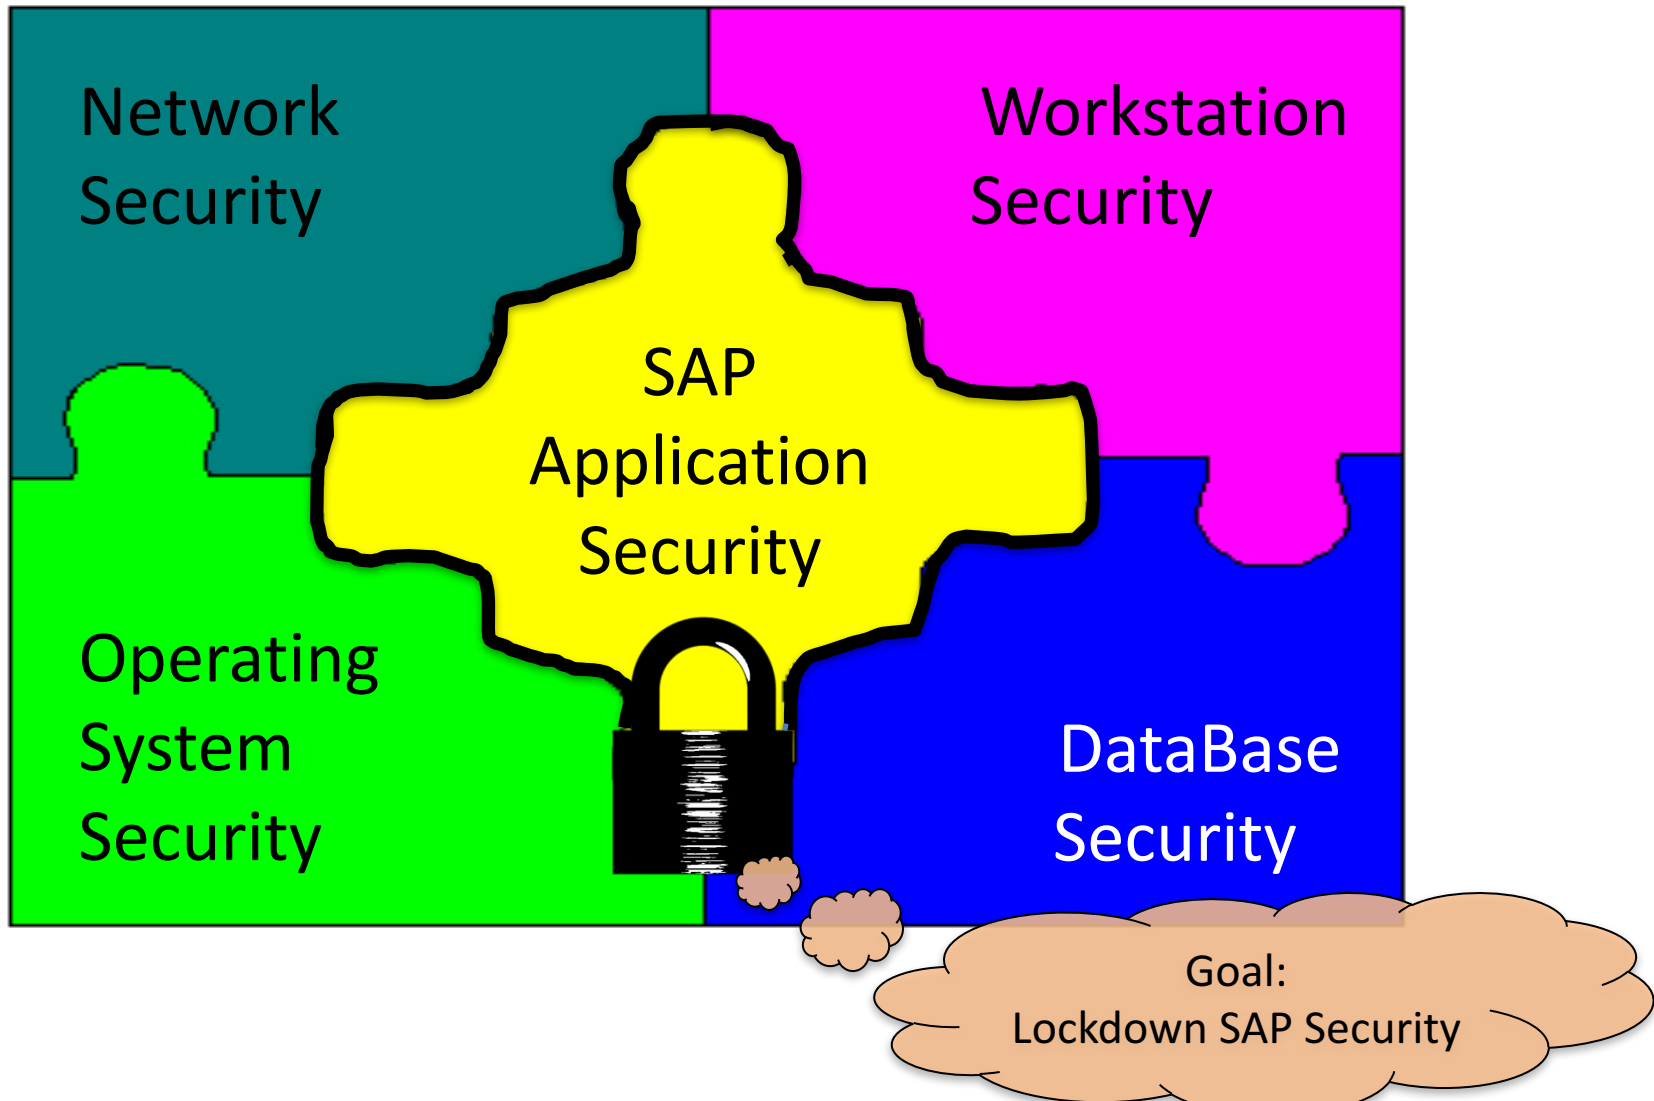 Network
Security
Workstation
Security
SAP
Application
Security
Operating
System
Security
DataBase
Security
Goal:
Lockdown SAP Security